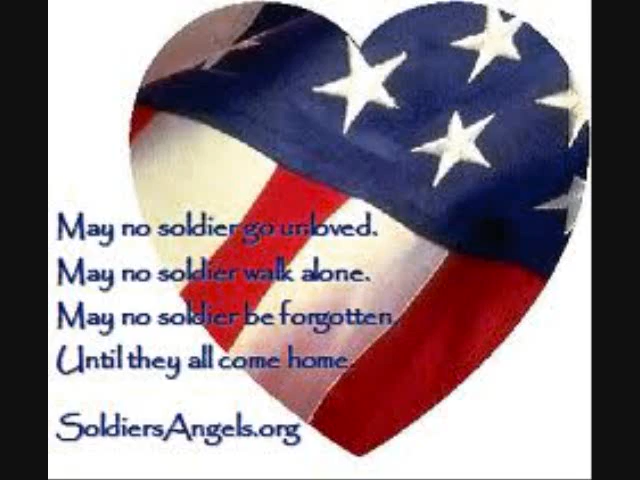 May no soldier go unloved.
May no soldier walk alone.
May no soldier be forgotten,
Until they all come home.
SoldiersAngels.org